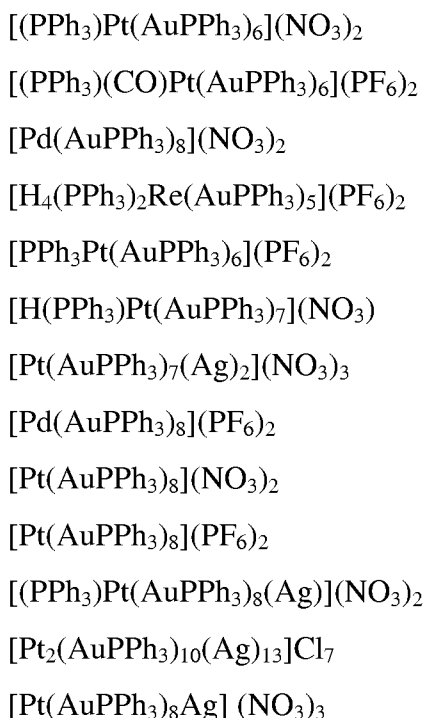 [(PPh₃)Pt(AuPPh₃)₆](NO₃)₂
[(PPh₃)(CO)Pt(AuPPh₃)₆](PF₆)₂
[Pd(AuPPh₃)₈](NO₃)₂
[H₄(PPh₃)₂Re(AuPPh₃)₅](PF₆)₂
[PPh₃Pt(AuPPh₃)₆](PF₆)₂
[H(PPh₃)Pt(AuPPh₃)₇](NO₃)
[Pt(AuPPh₃)₇(Ag)₂](NO₃)₃
[Pd(AuPPh₃)₈](PF₆)₂
[Pt(AuPPh₃)₈](NO₃)₂
[Pt(AuPPh₃)₈](PF₆)₂
[(PPh₃)Pt(AuPPh₃)₈(Ag)](NO₃)₂
[Pt₂(AuPPh₃)₁₀(Ag)₁₃]Cl₇
[Pt(AuPPh₃)₈Ag] (NO₃)₃